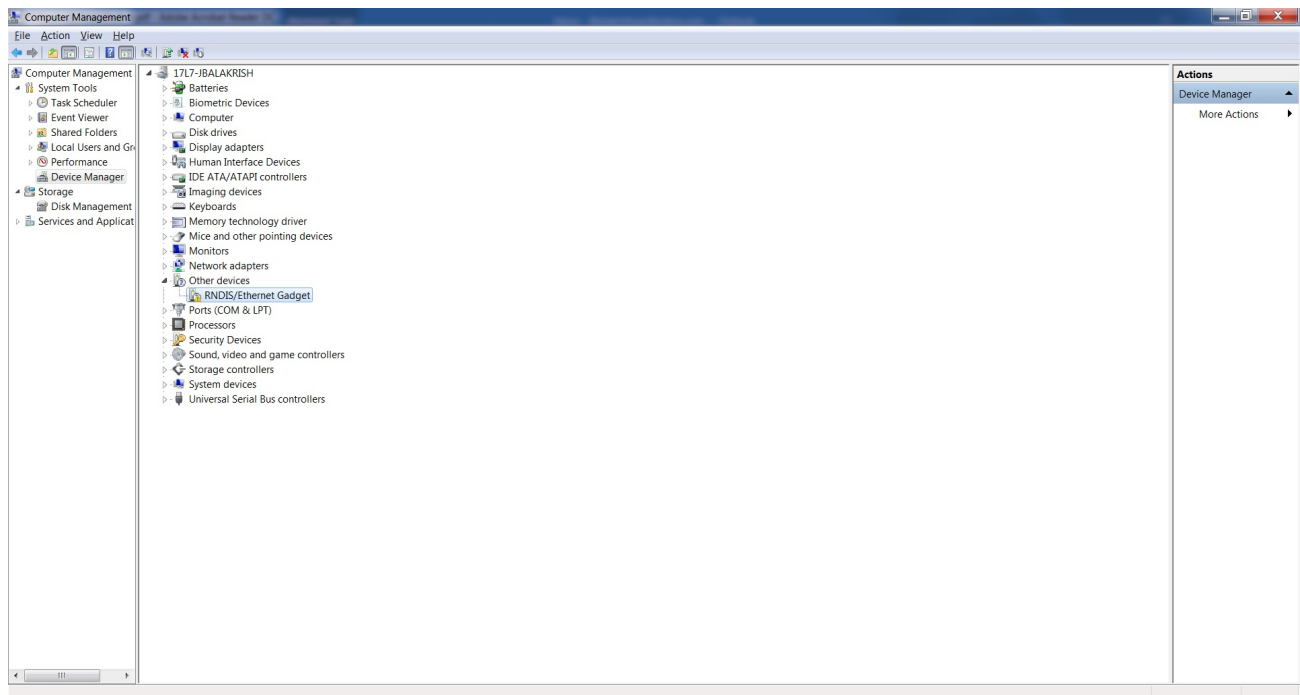 Computer Management
File Action View Help
Computer Management
System Tools
Task Scheduler
Event Viewer
Shared Folders
Local Users and Gr
Performance
Device Manager
Storage
Disk Management
Services and Applicat
17L7-JBALAKRISH
Batteries
Biometric Devices
Computer
Disk drives
Display adapters
Human Interface Devices
IDE ATA/ATAPI controllers
Imaging devices
Keyboards
Memory technology driver
Mice and other pointing devices
Monitors
Network adapters
Other devices
RNDIS/Ethernet Gadget
Ports (COM & LPT)
Processors
Security Devices
Sound, video and game controllers
Storage controllers
System devices
Universal Serial Bus controllers
Actions
Device Manager
More Actions